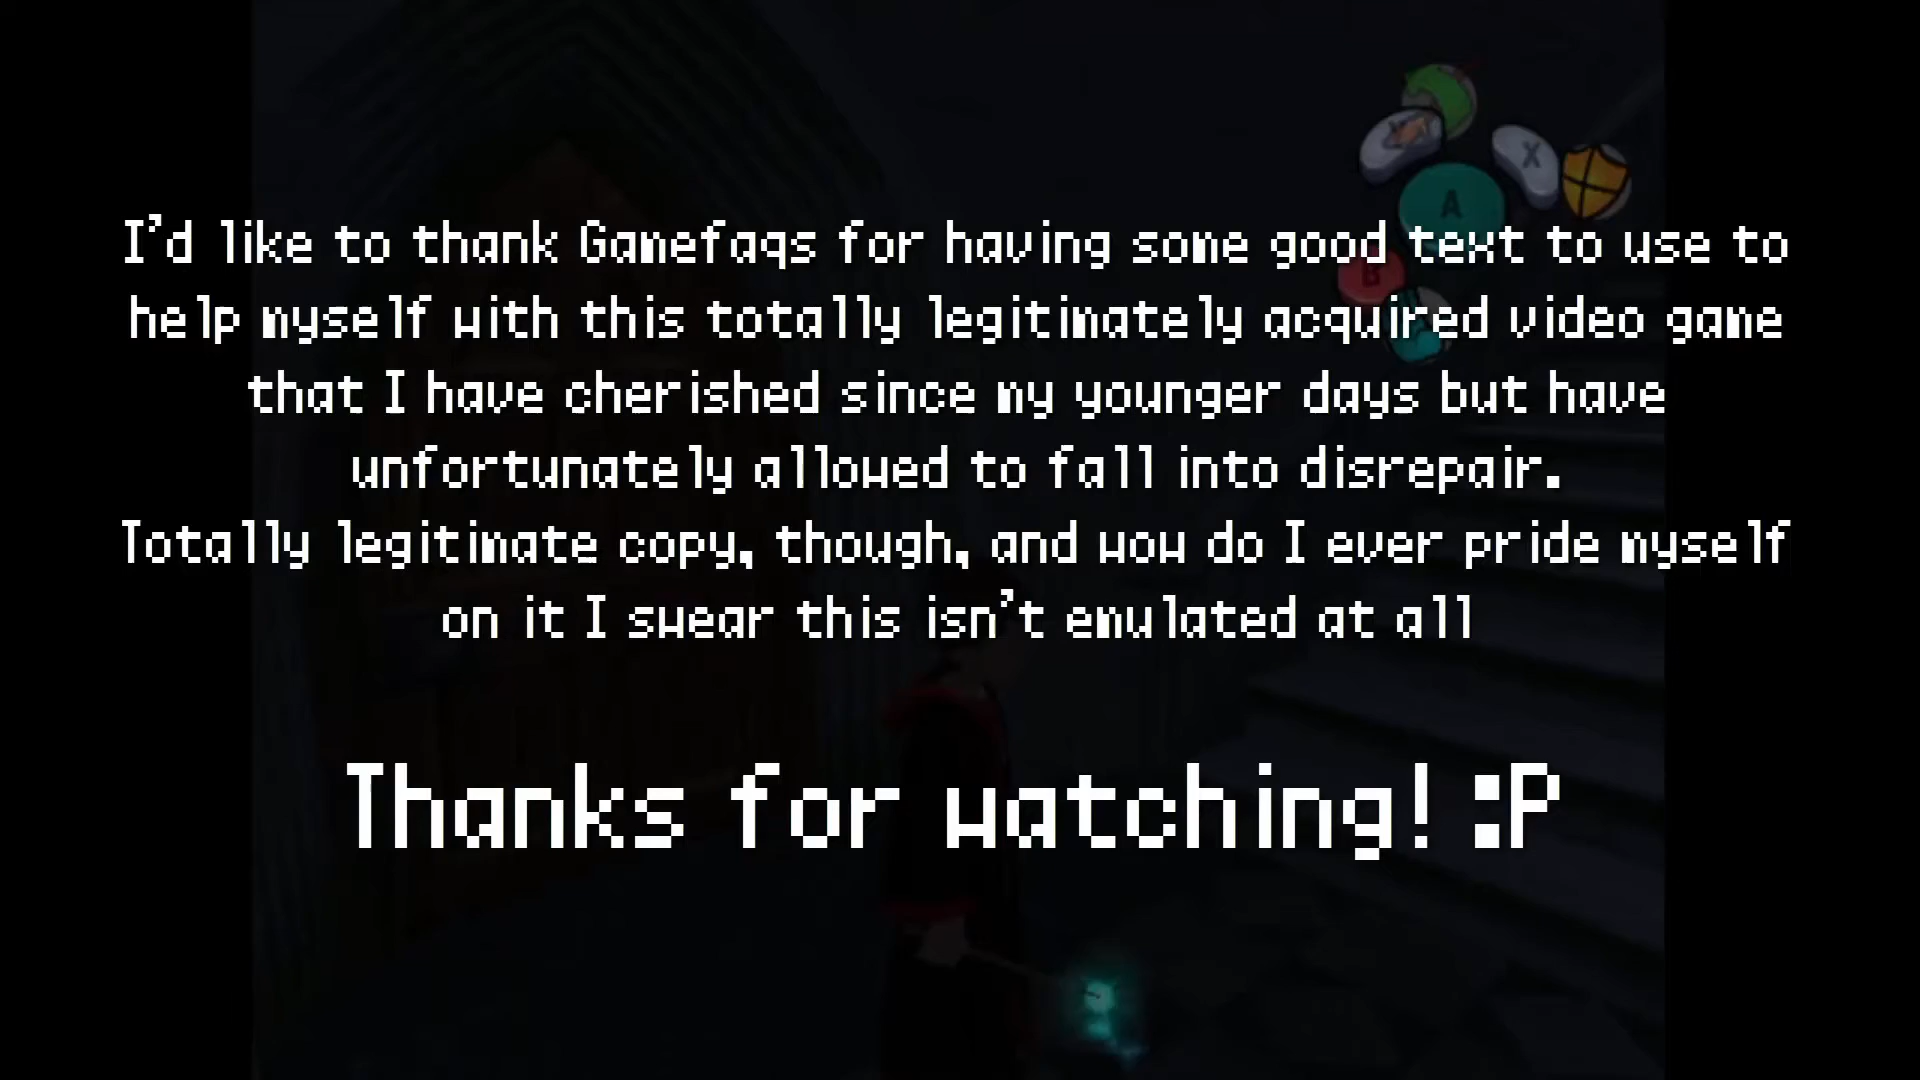 X
A
B
I'd like to thank Gamefaqs for having some good text to use to
help myself with this totally legitimately acquired video game
that I have cherished since my younger days but have
unfortunately allowed to fall into disrepair.
Totally legitimate copy, though, and wow do I ever pride myself
on it I swear this isn't emulated at all
Thanks for watching! :P